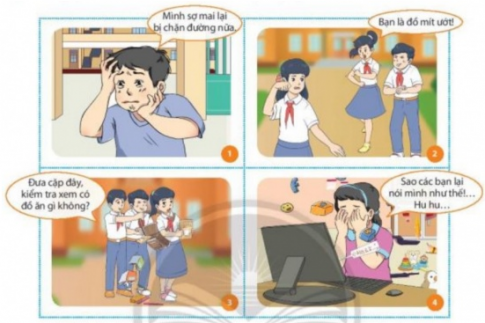 Mình sợ mai lại
bị chặn đường nữa.
1
Bạn là đồ mít ướt!
2
Đưa cặp đây,
kiểm tra xem có
đồ ăn gì không?
3
Sao các bạn lại
nói mình như thế!...
Hu hu...
4